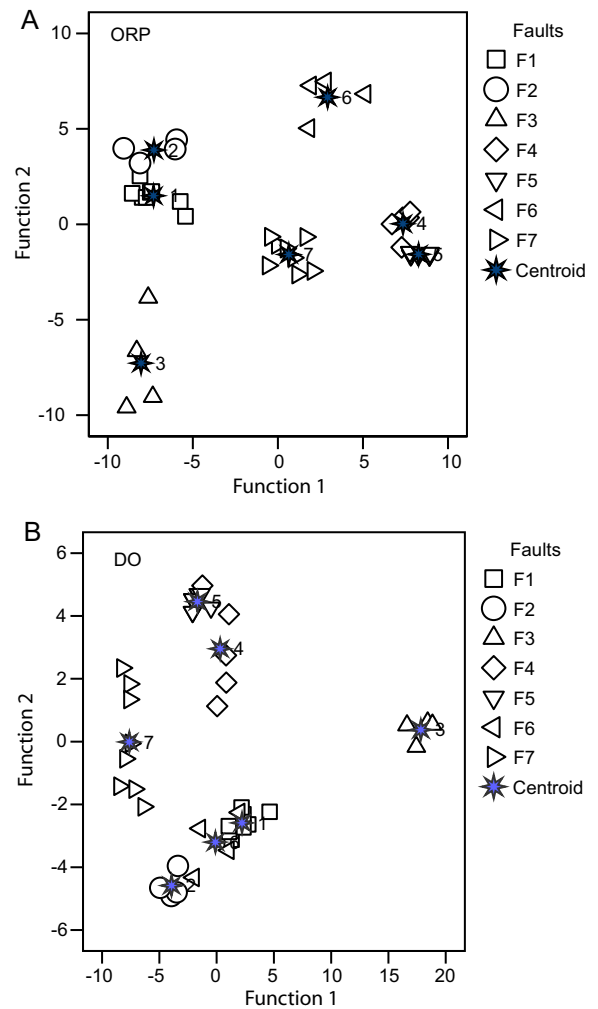 A
ORP
Faults
F1
F2
F3
F4
F5
F6
F7
Centroid
10
5
0
-5
-10
Function 2
6
2
1
4
5
7
3
-10 -5 0 5 10
Function 1
B
DO
Faults
F1
F2
F3
F4
F5
F6
F7
Centroid
6
4
2
0
-2
-4
-6
Function 2
5
4
3
7
1
6
2
-10 -5 0 5 10 15 20
Function 1